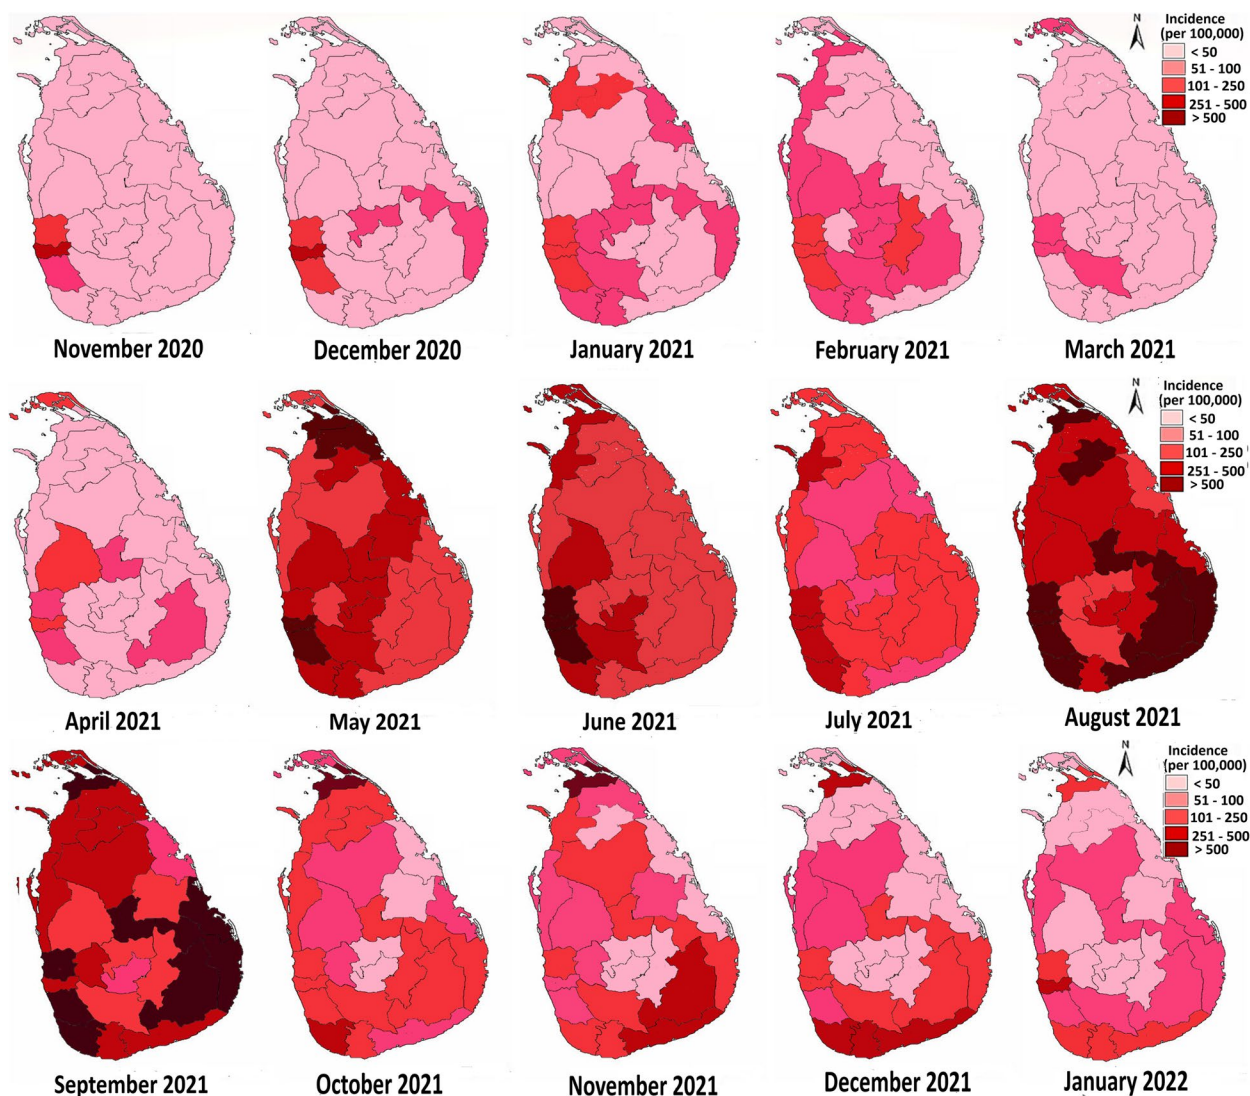 N
Incidence
(per 100,000)
< 50
51 - 100
101 - 250
251 - 500
> 500
November 2020
December 2020
January 2021
February 2021
March 2021
N
Incidence
(per 100,000)
< 50
51 - 100
101 - 250
251 - 500
> 500
April 2021
May 2021
June 2021
July 2021
August 2021
N
Incidence
(per 100,000)
< 50
51 - 100
101 - 250
251 - 500
> 500
September 2021
October 2021
November 2021
December 2021
January 2022